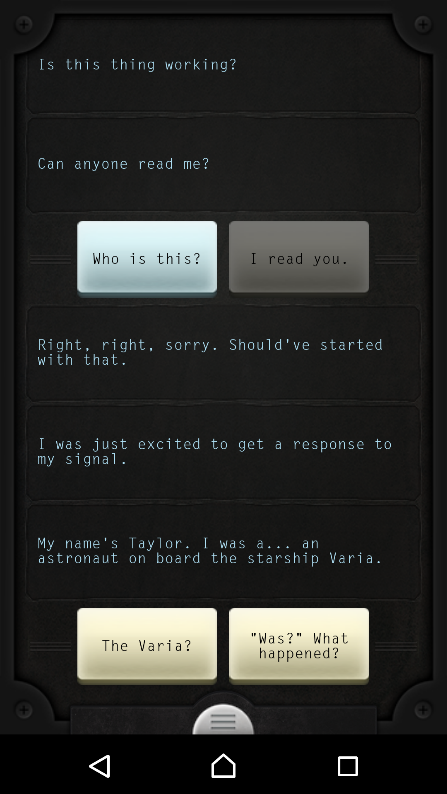 Is this thing working?
Can anyone read me?
Who is this?
I read you.
Right, right, sorry. Should've started
with that.
I was just excited to get a response to
my signal.
My name's Taylor. I was a... an
astronaut on board the starship Varia.
The Varia?
"Was?" What
happened?